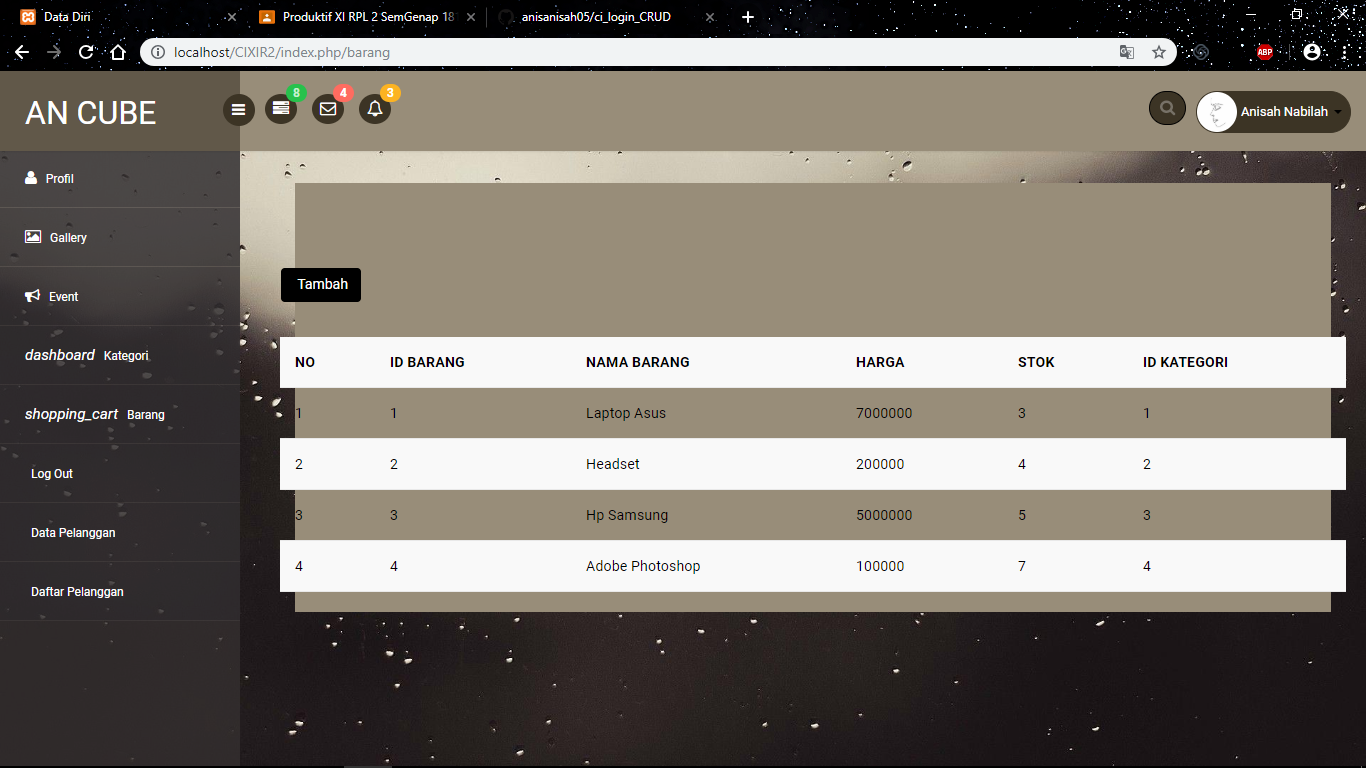 Data Diri
Produktif XI RPL 2 SemGenap 18
anisanisah05/ci_login_CRUD
localhost/CIXIR2/index.php/barang
ABP
AN CUBE
8
4
3
Anisah Nabilah
Profil
Gallery
Event
dashboard Kategori
shopping_cart Barang
Log Out
Data Pelanggan
Daftar Pelanggan
Tambah
NO ID BARANG NAMA BARANG HARGA STOK ID KATEGORI
1 1 Laptop Asus 7000000 3 1
2 2 Headset 200000 4 2
3 3 Hp Samsung 5000000 5 3
4 4 Adobe Photoshop 100000 7 4